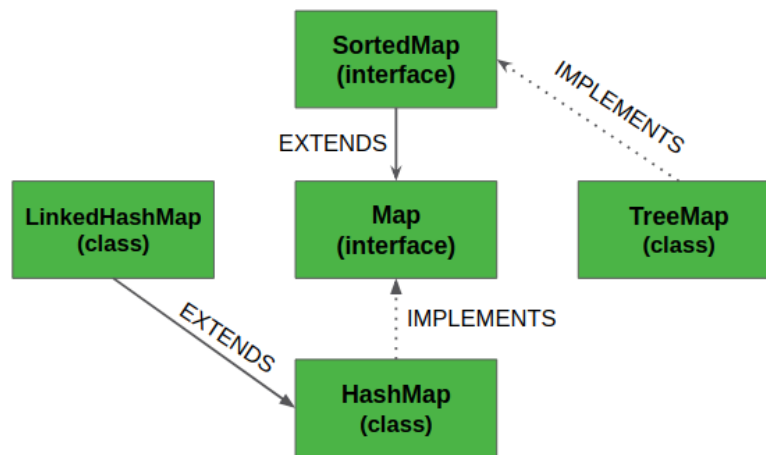 SortedMap
(interface)
IMPLEMENTS
EXTENDS
LinkedHashMap
(class)
Map
(interface)
TreeMap
(class)
EXTENDS
IMPLEMENTS
HashMap
(class)